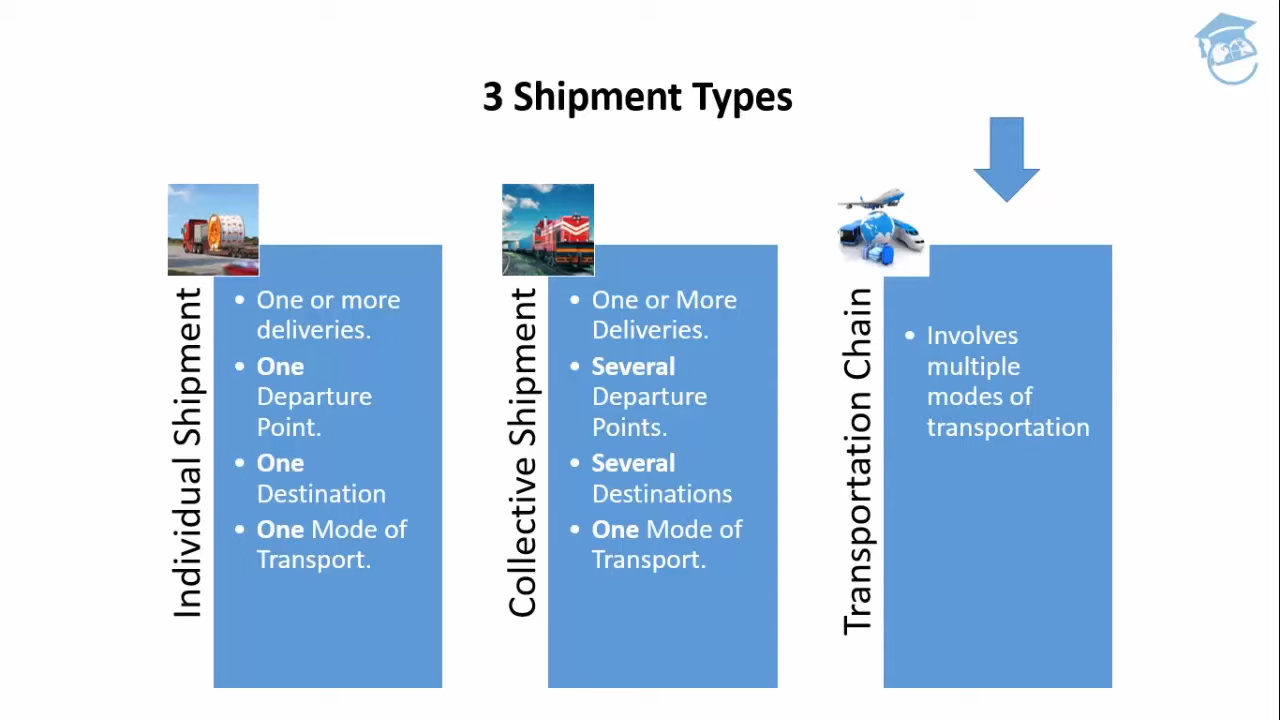 3 Shipment Types
Individual Shipment
• One or more
deliveries.
• One
Departure
Point.
• One
Destination
• One Mode of
Transport.
Collective Shipment
• One or More
Deliveries.
• Several
Departure
Points.
• Several
Destinations
• One Mode of
Transport.
Transportation Chain
• Involves
multiple
modes of
transportation